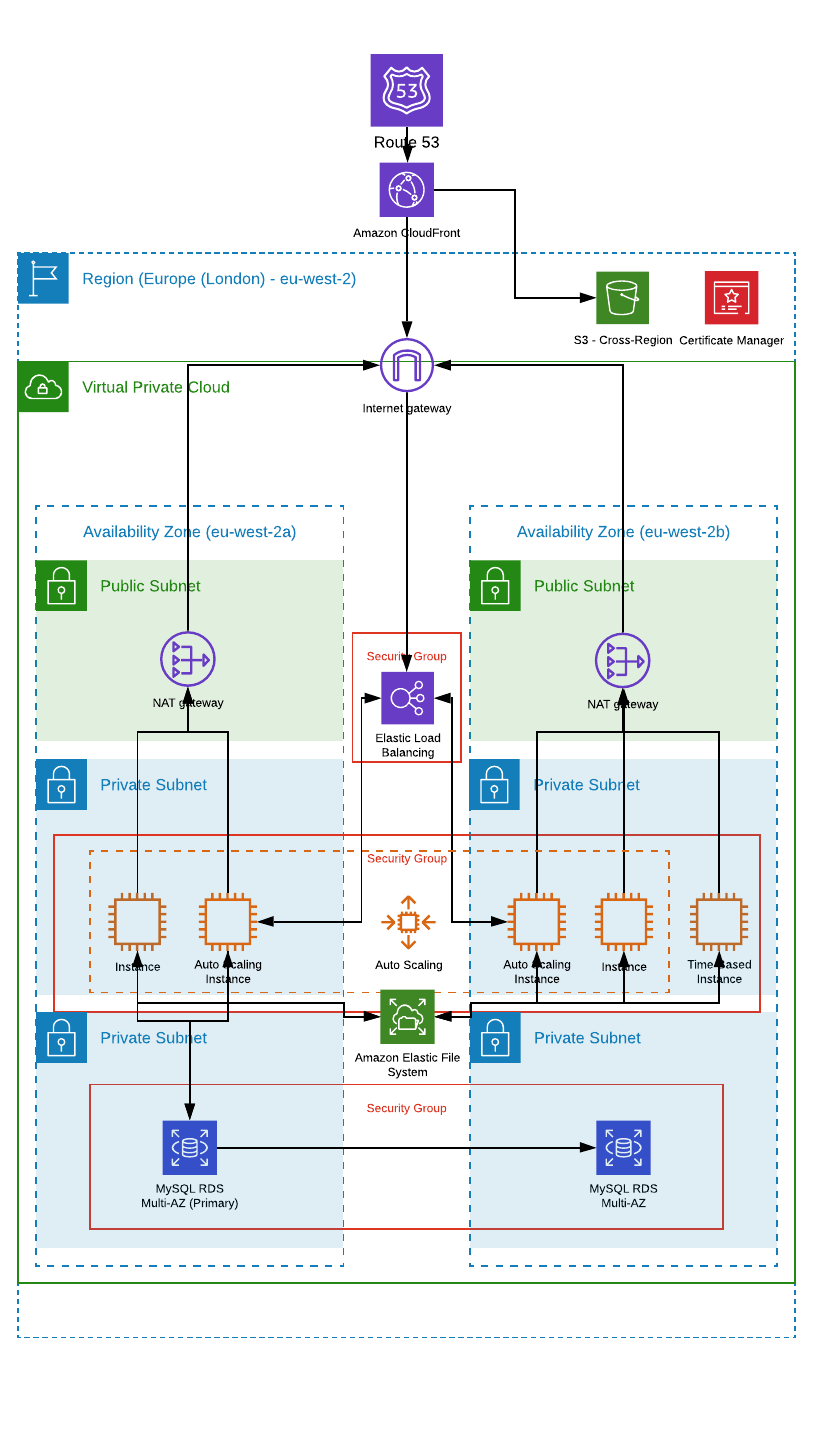 53
Route 53
Amazon CloudFront
Region (Europe (London) - eu-west-2)
S3 - Cross-Region
Certificate Manager
Virtual Private Cloud
Internet gateway
Availability Zone (eu-west-2a)
Availability Zone (eu-west-2b)
Public Subnet
Public Subnet
Security Group
NAT gateway
NAT gateway
Elastic Load
Balancing
Private Subnet
Private Subnet
Security Group
Instance
Auto Scaling
Instance
Auto Scaling
Auto Scaling
Instance
Instance
Time Based
Instance
Private Subnet
Private Subnet
Amazon Elastic File
System
Security Group
MySQL RDS
Multi-AZ (Primary)
MySQL RDS
Multi-AZ